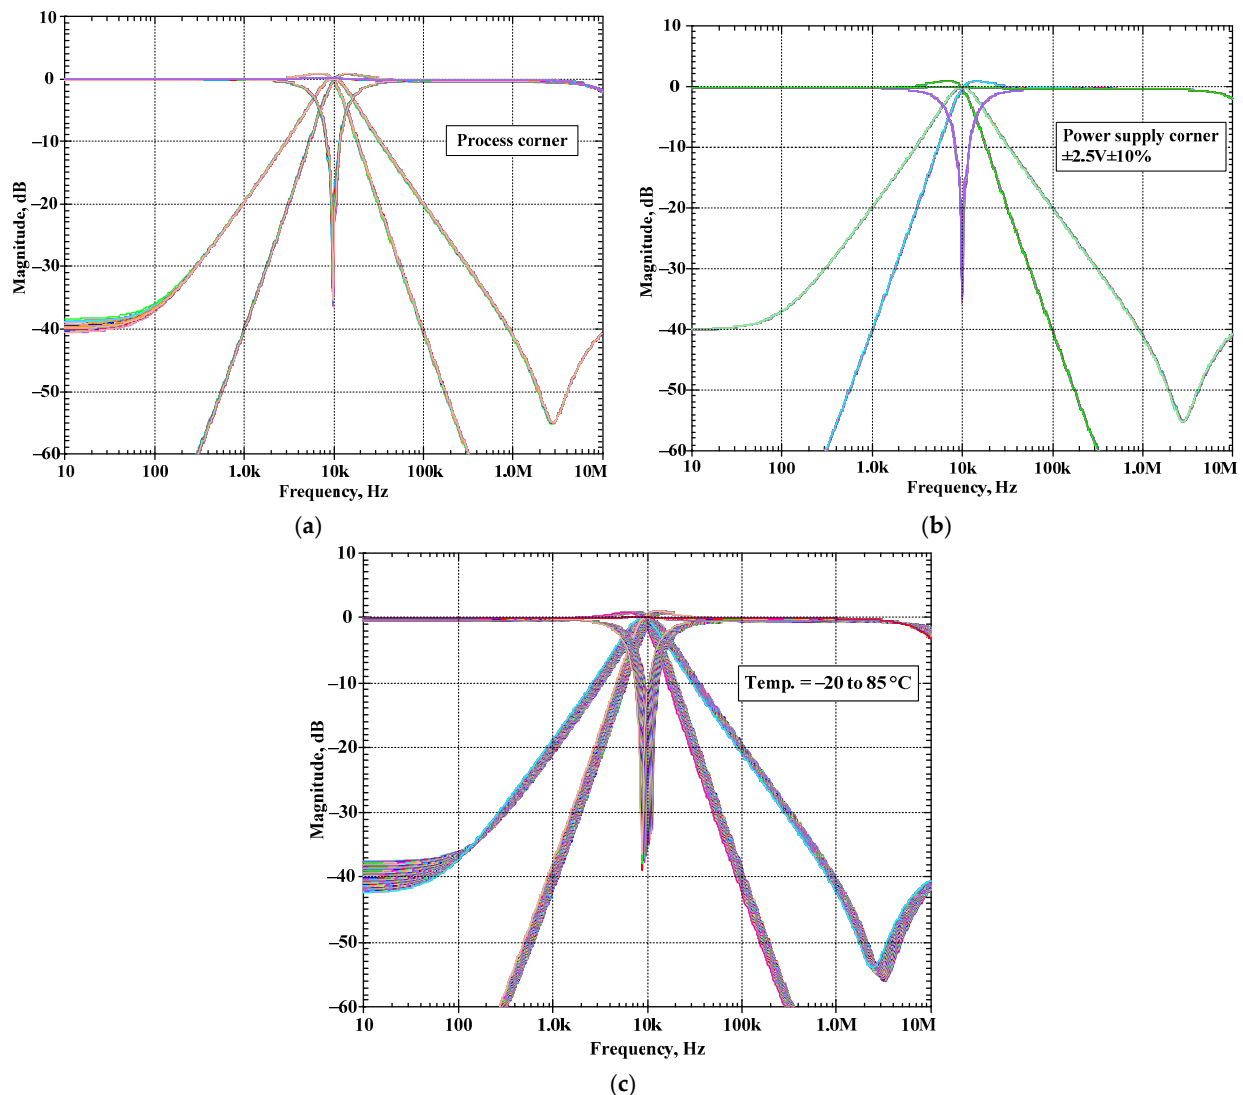 10
0
−10
−20
−30
−40
−50
−60
Magnitude, dB
Process corner
10 100 1.0k 10k 100k 1.0M 10M
Frequency, Hz
(a)
10
0
−10
−20
−30
−40
−50
−60
Magnitude, dB
Power supply corner
±2.5V±10%
10 100 1.0k 10k 100k 1.0M 10M
Frequency, Hz
(b)
10
0
−10
−20
−30
−40
−50
−60
Magnitude, dB
Temp. = −20 to 85 °C
10 100 1.0k 10k 100k 1.0M 10M
Frequency, Hz
(c)